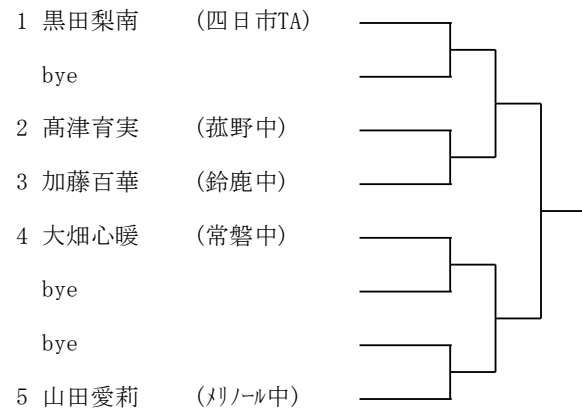 1 黒田梨南 (四日市TA)
bye
2 髙津育実 (菰野中)
3 加藤百華 (鈴鹿中)
4 大畑心暖 (常磐中)
bye
bye
5 山田愛莉 (ﾒﾘﾉｰﾙ中)